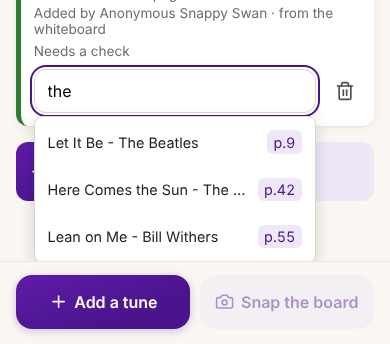 Added by Anonymous Snappy Swan · from the
whiteboard
Needs a check
the
Let It Be - The Beatles p.9
Here Comes the Sun - The ... p.42
Lean on Me - Bill Withers p.55
+ Add a tune
Snap the board